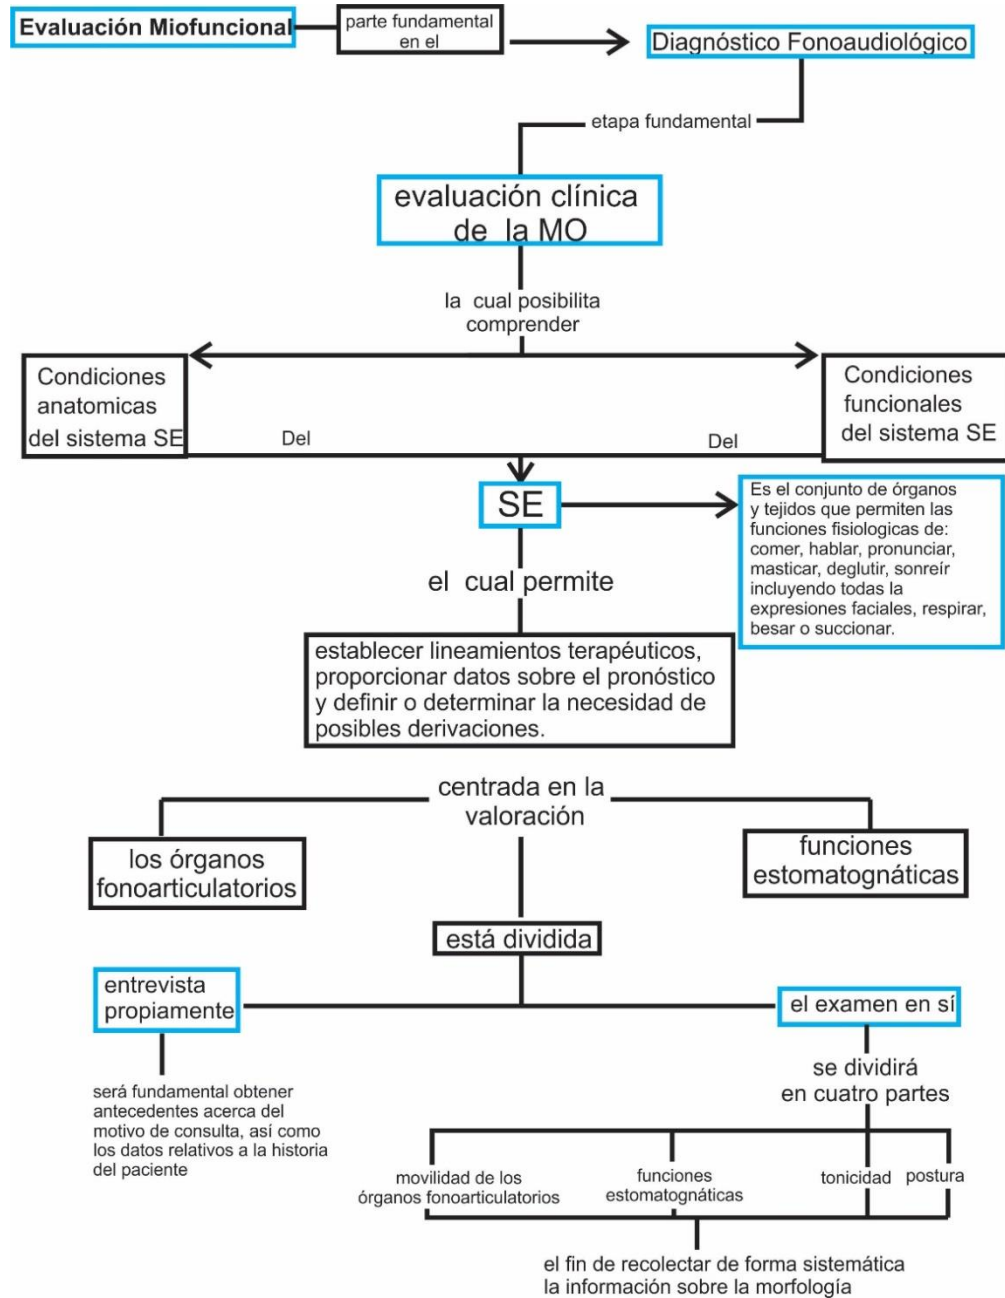 Evaluación Miofuncional
parte fundamental
en el
Diagnóstico Fonoaudiológico
etapa fundamental
evaluación clínica
de la MO
la cual posibilita
comprender
Condiciones
anatomicas
del sistema SE
Condiciones
funcionales
del sistema SE
Del
Del
SE
Es el conjunto de órganos
y tejidos que permiten las
funciones fisiologicas de:
comer, hablar, pronunciar,
masticar, deglutir, sonreír
incluyendo todas la
expresiones faciales, respirar,
besar o succionar.
el cual permite
establecer lineamientos terapéuticos,
proporcionar datos sobre el pronóstico
y definir o determinar la necesidad de
posibles derivaciones.
centrada en la
valoración
los órganos
fonoarticulatorios
funciones
estomatognáticas
está dividida
entrevista
propiamente
el examen en sí
será fundamental obtener
antecedentes acerca del
motivo de consulta, así como
los datos relativos a la historia
del paciente
se dividirá
en cuatro partes
movilidad de los
órganos fonoarticulatorios
funciones
estomatognáticas
tonicidad
postura
el fin de recolectar de forma sistemática
la información sobre la morfología